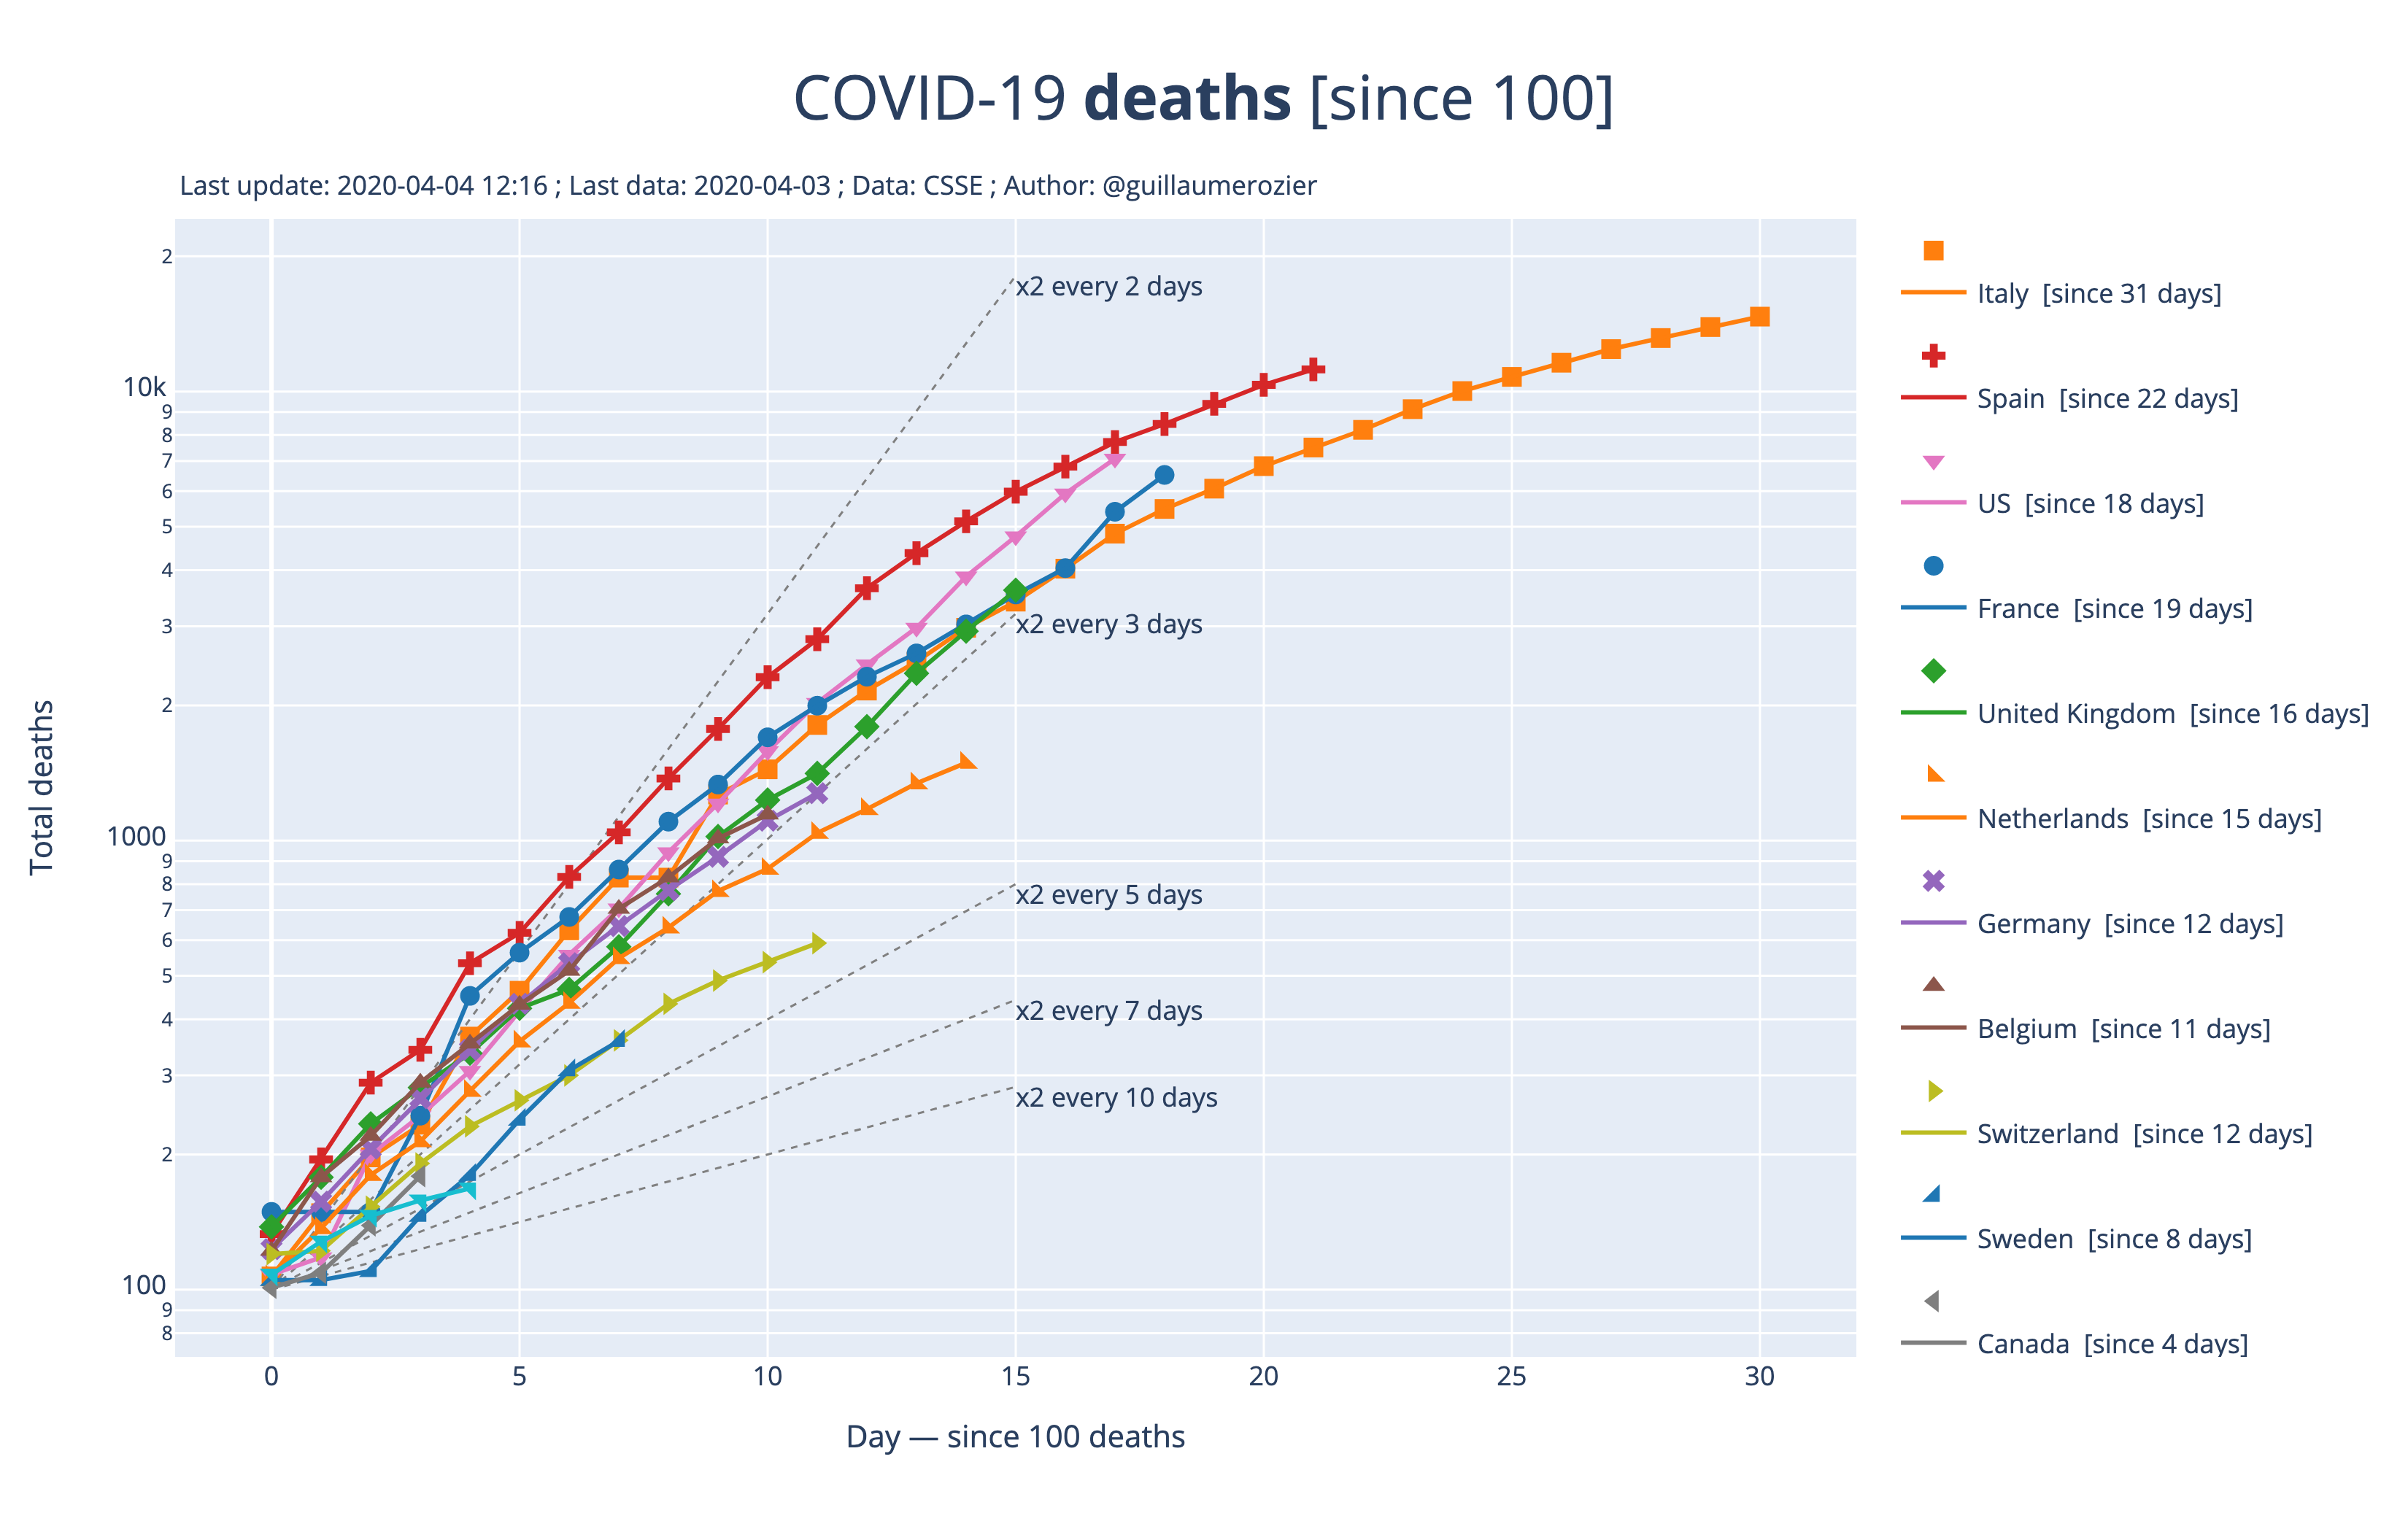 COVID-19 deaths [since 100]
Last update: 2020-04-04 12:16 ; Last data: 2020-04-03 ; Data: CSSE ; Author: @guillaumerozier
Total deaths
2
10k
9
8
7
6
5
4
3
2
1000
9
8
7
6
5
4
3
2
100
9
8
x2 every 2 days
x2 every 3 days
x2 every 5 days
x2 every 7 days
x2 every 10 days
0 5 10 15 20 25 30
Day — since 100 deaths
Italy [since 31 days]
Spain [since 22 days]
US [since 18 days]
France [since 19 days]
United Kingdom [since 16 days]
Netherlands [since 15 days]
Germany [since 12 days]
Belgium [since 11 days]
Switzerland [since 12 days]
Sweden [since 8 days]
Canada [since 4 days]